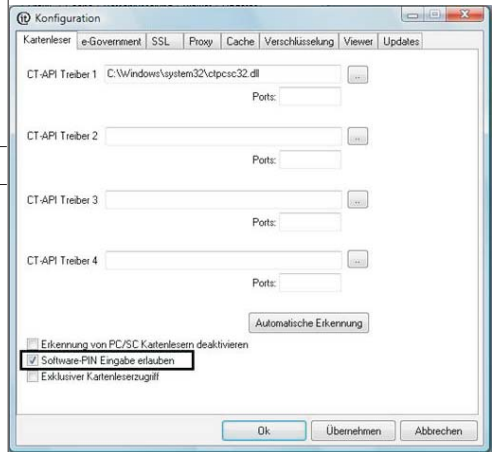 Konfiguration
Kartenleser e-Government SSL Proxy Cache Verschlüsselung Viewer Updates
CT-API Treiber 1 C:\Windows\system32\ctpcsc32.dll ...
Ports:
CT-API Treiber 2 ...
Ports:
CT-API Treiber 3 ...
Ports:
CT-API Treiber 4 ...
Ports:
Automatische Erkennung
Erkennung von PC/SC Kartenlesern deaktivieren
Software-PIN Eingabe erlauben
Exklusiver Kartenleserzugriff
Ok Übernehmen Abbrechen